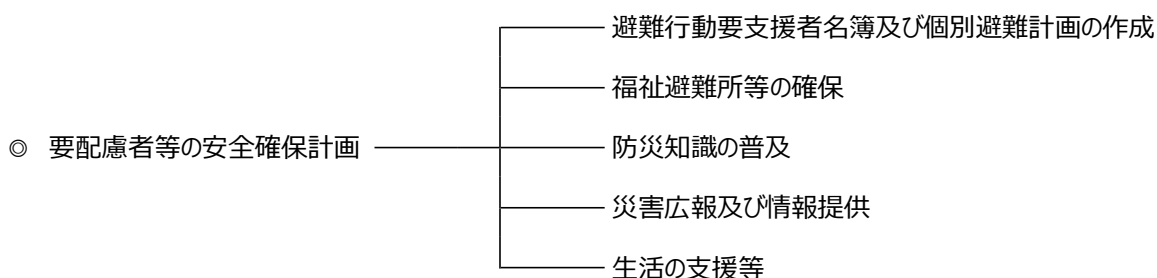 避難行動要支援者名簿及び個別避難計画の作成
福祉避難所等の確保
◎ 要配慮者等の安全確保計画
防災知識の普及
災害広報及び情報提供
生活の支援等